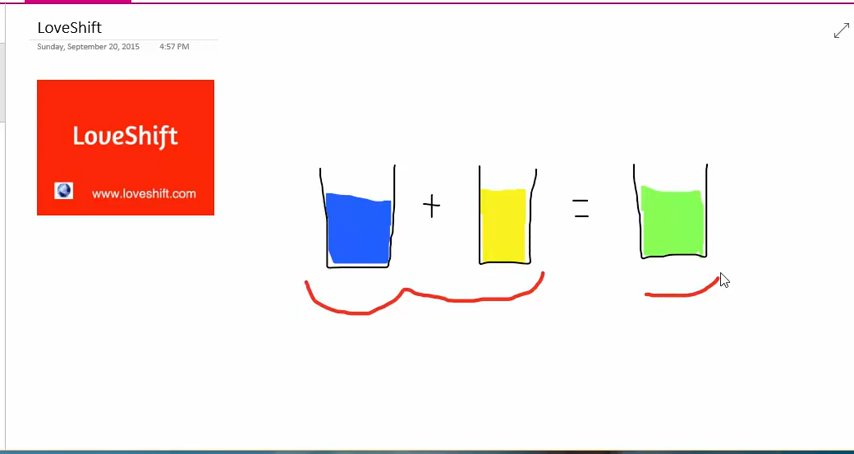 LoveShift
Sunday, September 20, 2015 4:57 PM
LoveShift
www.loveshift.com
+ =